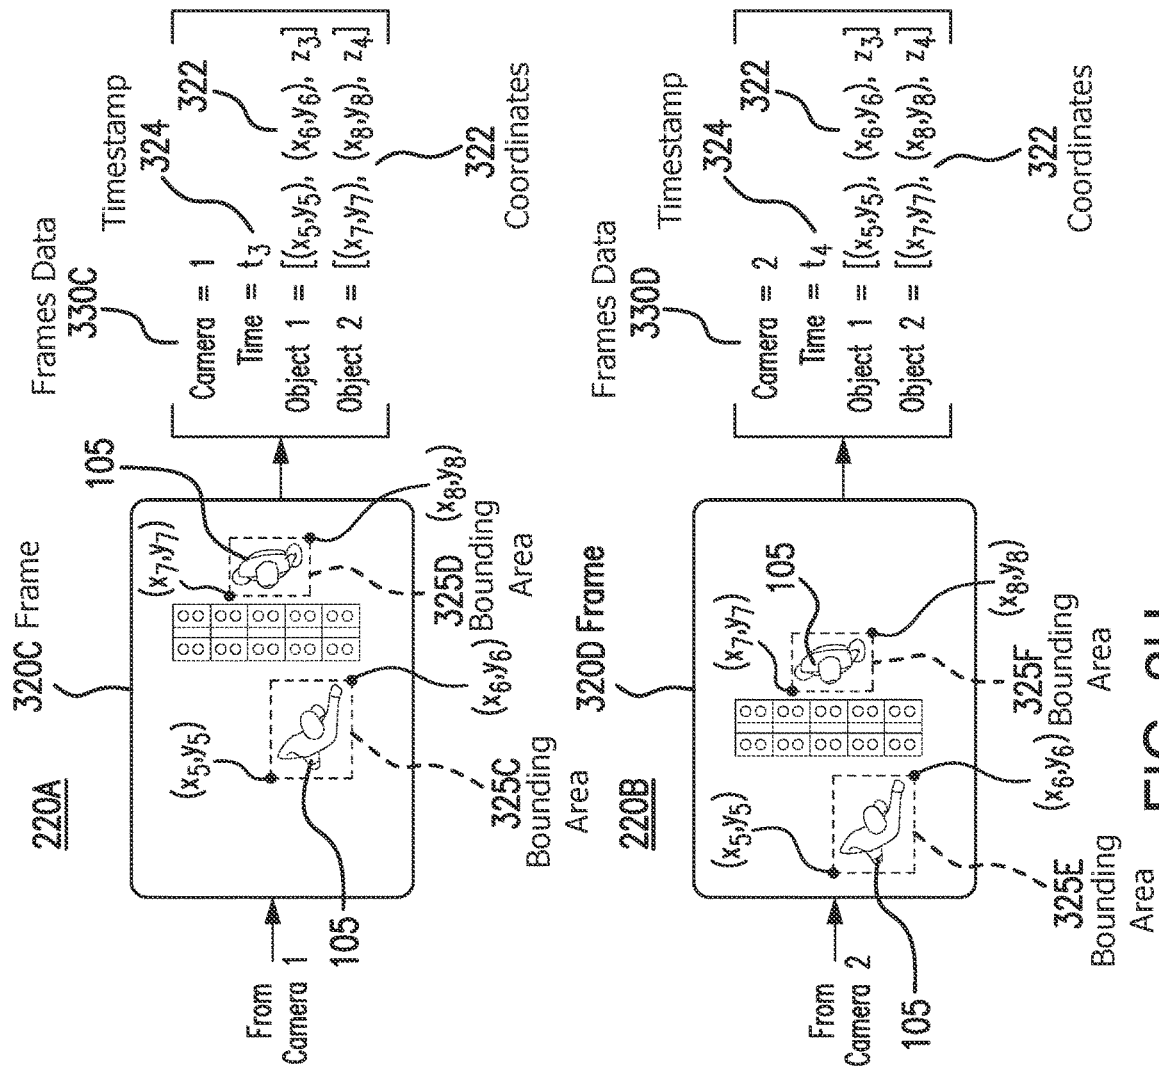 220A
320C Frame
From
Camera 1
105
(x5,y5)
325C
Bounding
Area
(x6,y6)
(x7,y7)
105
(x8,y8)
325D
Bounding
Area
Frames Data
330C
Timestamp
324
322
Camera = 1
Time = t3
Object 1 = [(x5,y5), (x6,y6), z3]
Object 2 = [(x7,y7), (x8,y8), z4]
322
Coordinates
220B
320D Frame
From
Camera 2
105
(x5,y5)
325E
Bounding
Area
(x6,y6)
(x7,y7)
105
(x8,y8)
325F
Bounding
Area
Frames Data
330D
Timestamp
324
322
Camera = 2
Time = t4
Object 1 = [(x5,y5), (x6,y6), z3]
Object 2 = [(x7,y7), (x8,y8), z4]
322
Coordinates